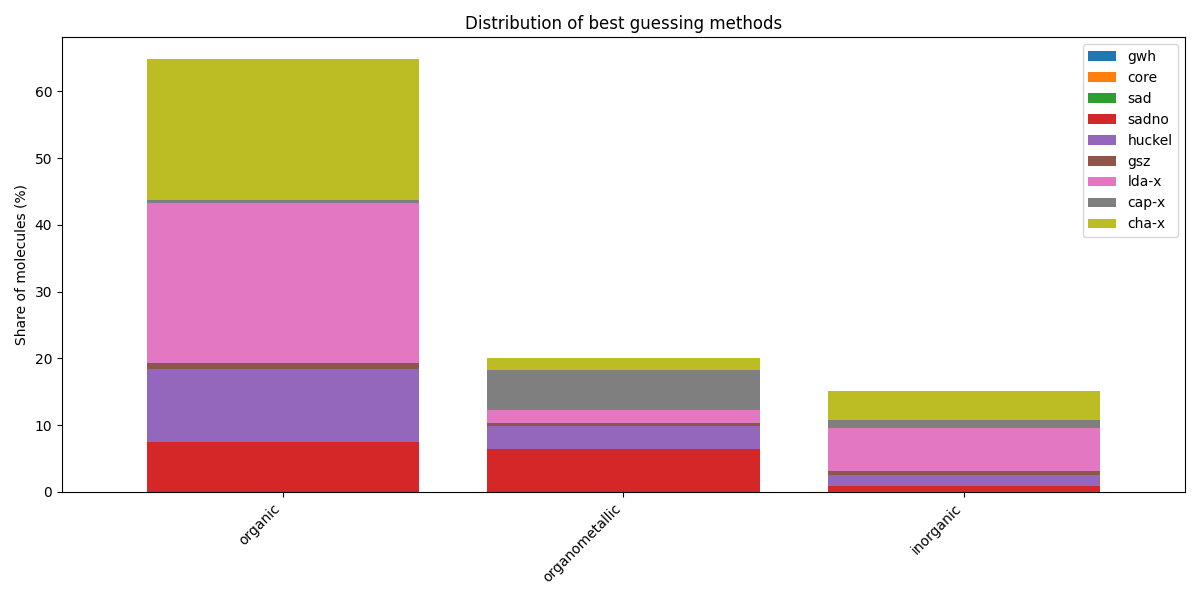 Distribution of best guessing methods
Share of molecules (%)
60
50
40
30
20
10
0
gwh
core
sad
sadno
huckel
gsz
lda-x
cap-x
cha-x
organic
organometallic
inorganic